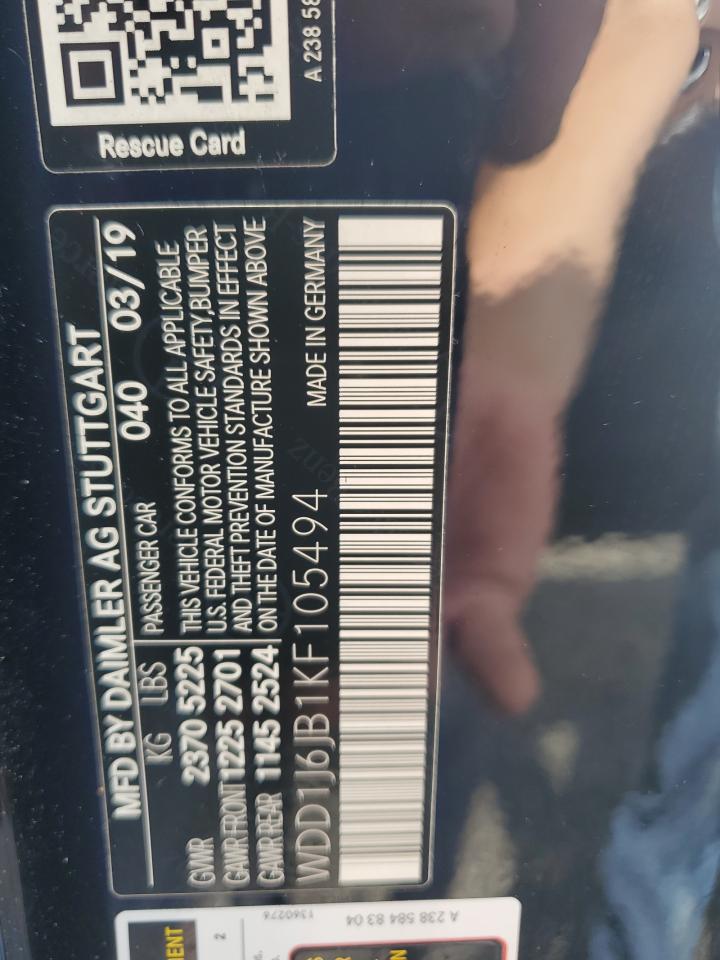 A 238 58
Rescue Card
MFD BY DAIMLER AG STUTTGART
KG LBS PASSENGER CAR 040 03/19
GVWR 2370 5225
GAWR FRONT 1225 2701
GAWR REAR 1145 2524
THIS VEHICLE CONFORMS TO ALL APPLICABLE
U.S. FEDERAL MOTOR VEHICLE SAFETY,BUMPER
AND THEFT PREVENTION STANDARDS IN EFFECT
ON THE DATE OF MANUFACTURE SHOWN ABOVE
WDD1J6JB1KF105494 MADE IN GERMANY
A 238 584 83 04
1360276
2